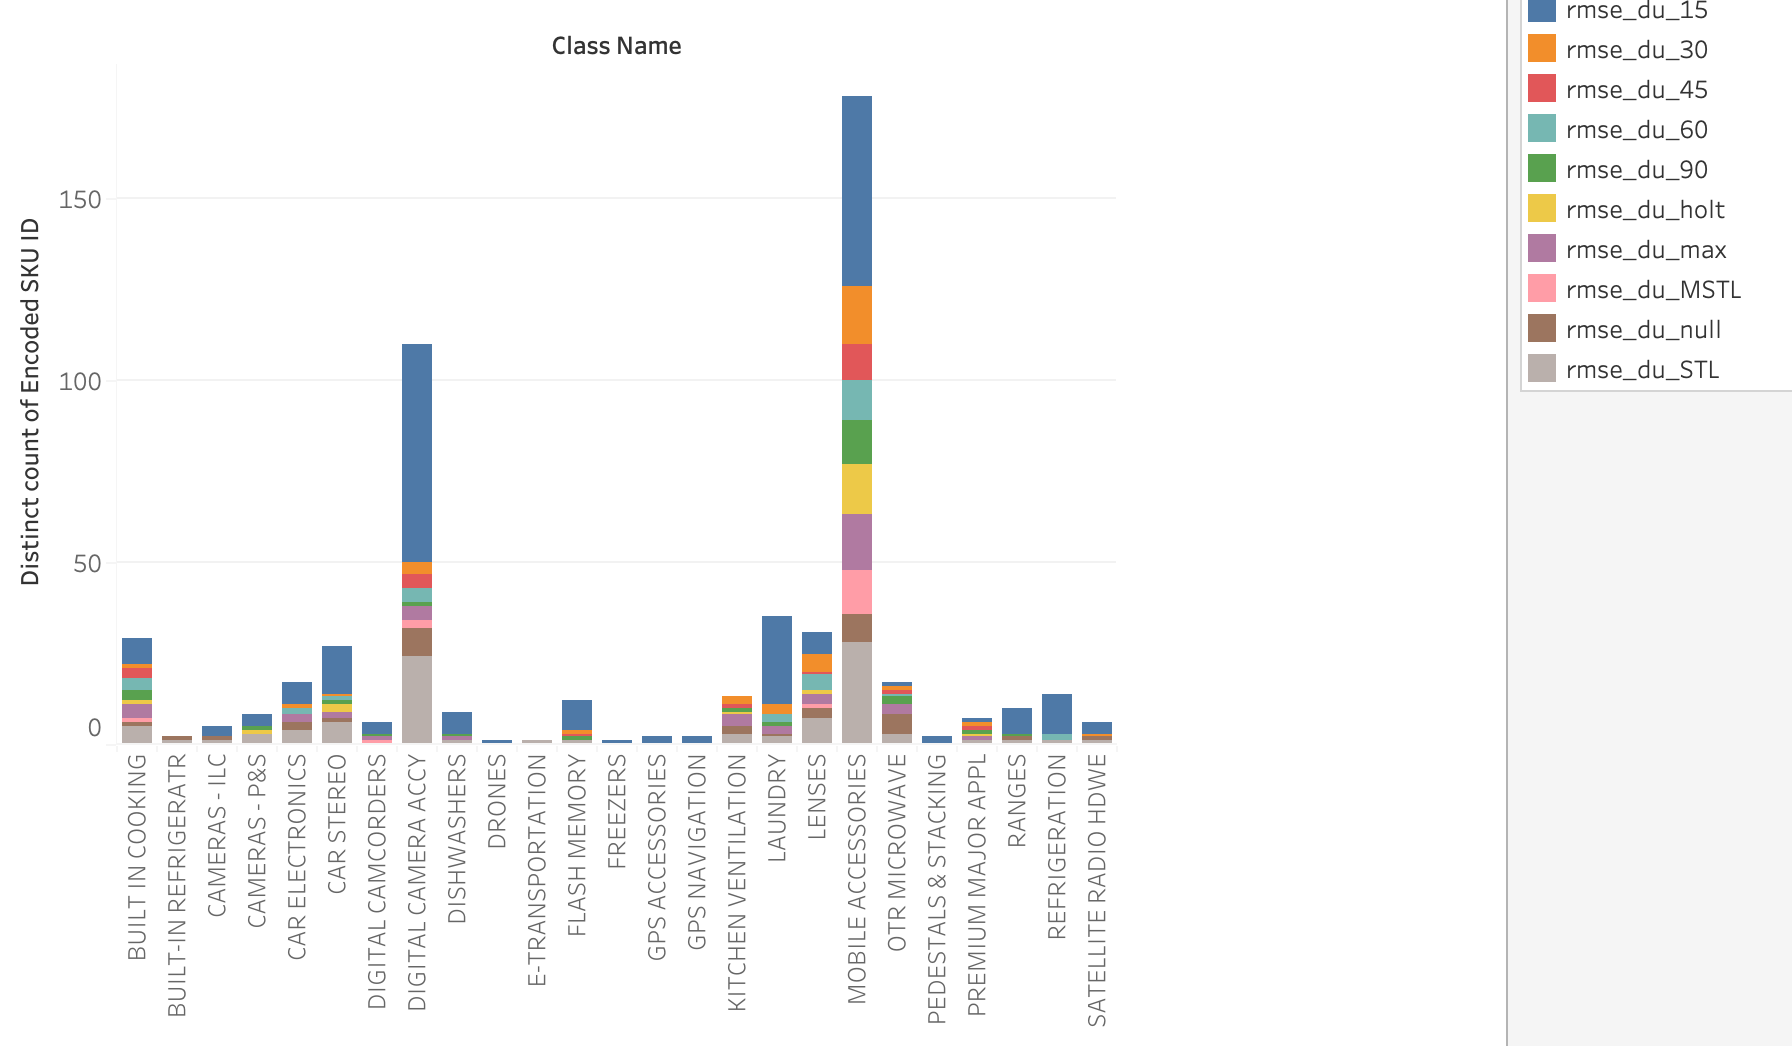 Class Name
Distinct count of Encoded SKU ID
150
100
50
0
BUILT IN COOKING
BUILT-IN REFRIGERATR
CAMERAS - ILC
CAMERAS - P&S
CAR ELECTRONICS
CAR STEREO
DIGITAL CAMCORDERS
DIGITAL CAMERA ACCY
DISHWASHERS
DRONES
E-TRANSPORTATION
FLASH MEMORY
FREEZERS
GPS ACCESSORIES
GPS NAVIGATION
KITCHEN VENTILATION
LAUNDRY
LENSES
MOBILE ACCESSORIES
OTR MICROWAVE
PEDESTALS & STACKING
PREMIUM MAJOR APPL
RANGES
REFRIGERATION
SATELLITE RADIO HDWE
rmse_du_15
rmse_du_30
rmse_du_45
rmse_du_60
rmse_du_90
rmse_du_holt
rmse_du_max
rmse_du_MSTL
rmse_du_null
rmse_du_STL